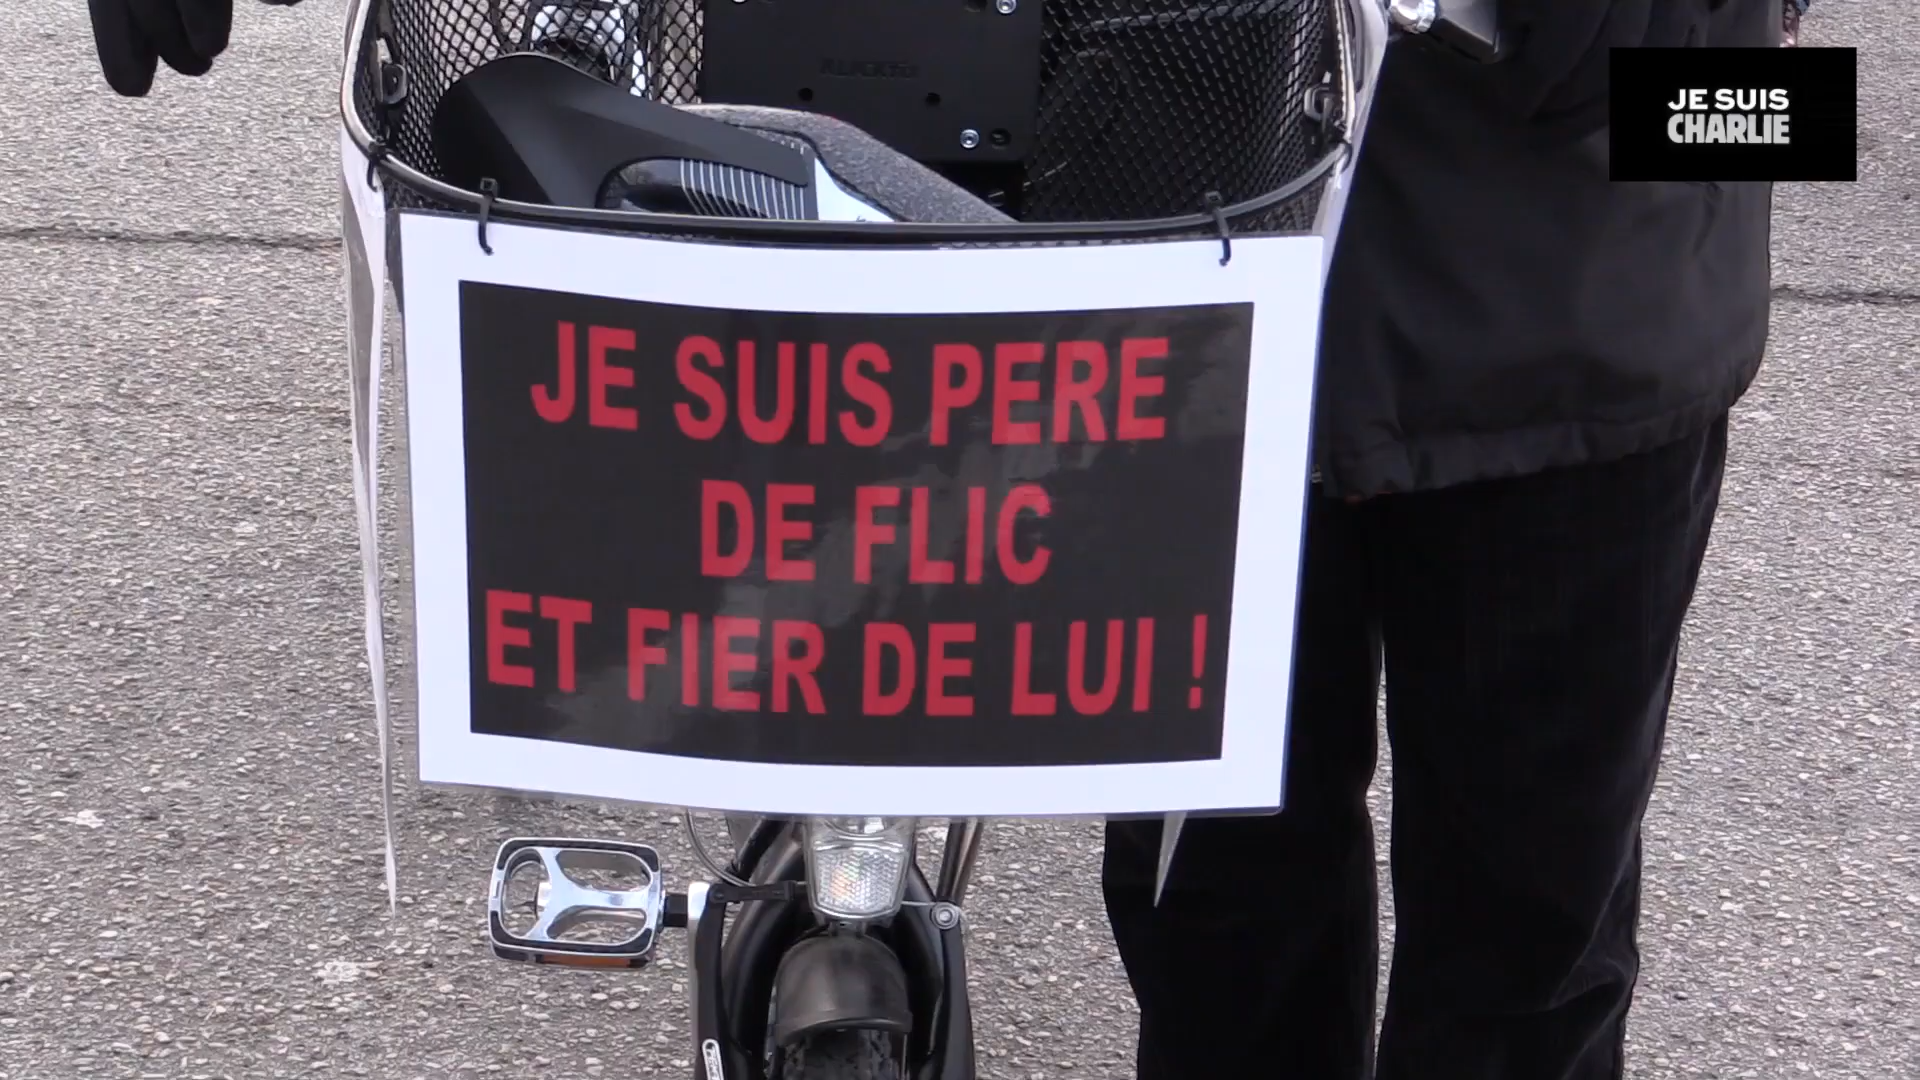 JE SUIS
CHARLIE
JE SUIS PERE
DE FLIC
ET FIER DE LUI !